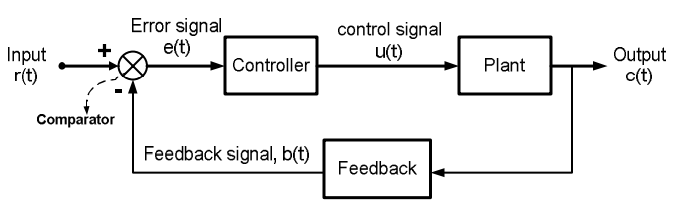 Input
r(t)
+
-
Comparator
Error signal
e(t)
Controller
control signal
u(t)
Plant
Output
c(t)
Feedback signal, b(t)
Feedback